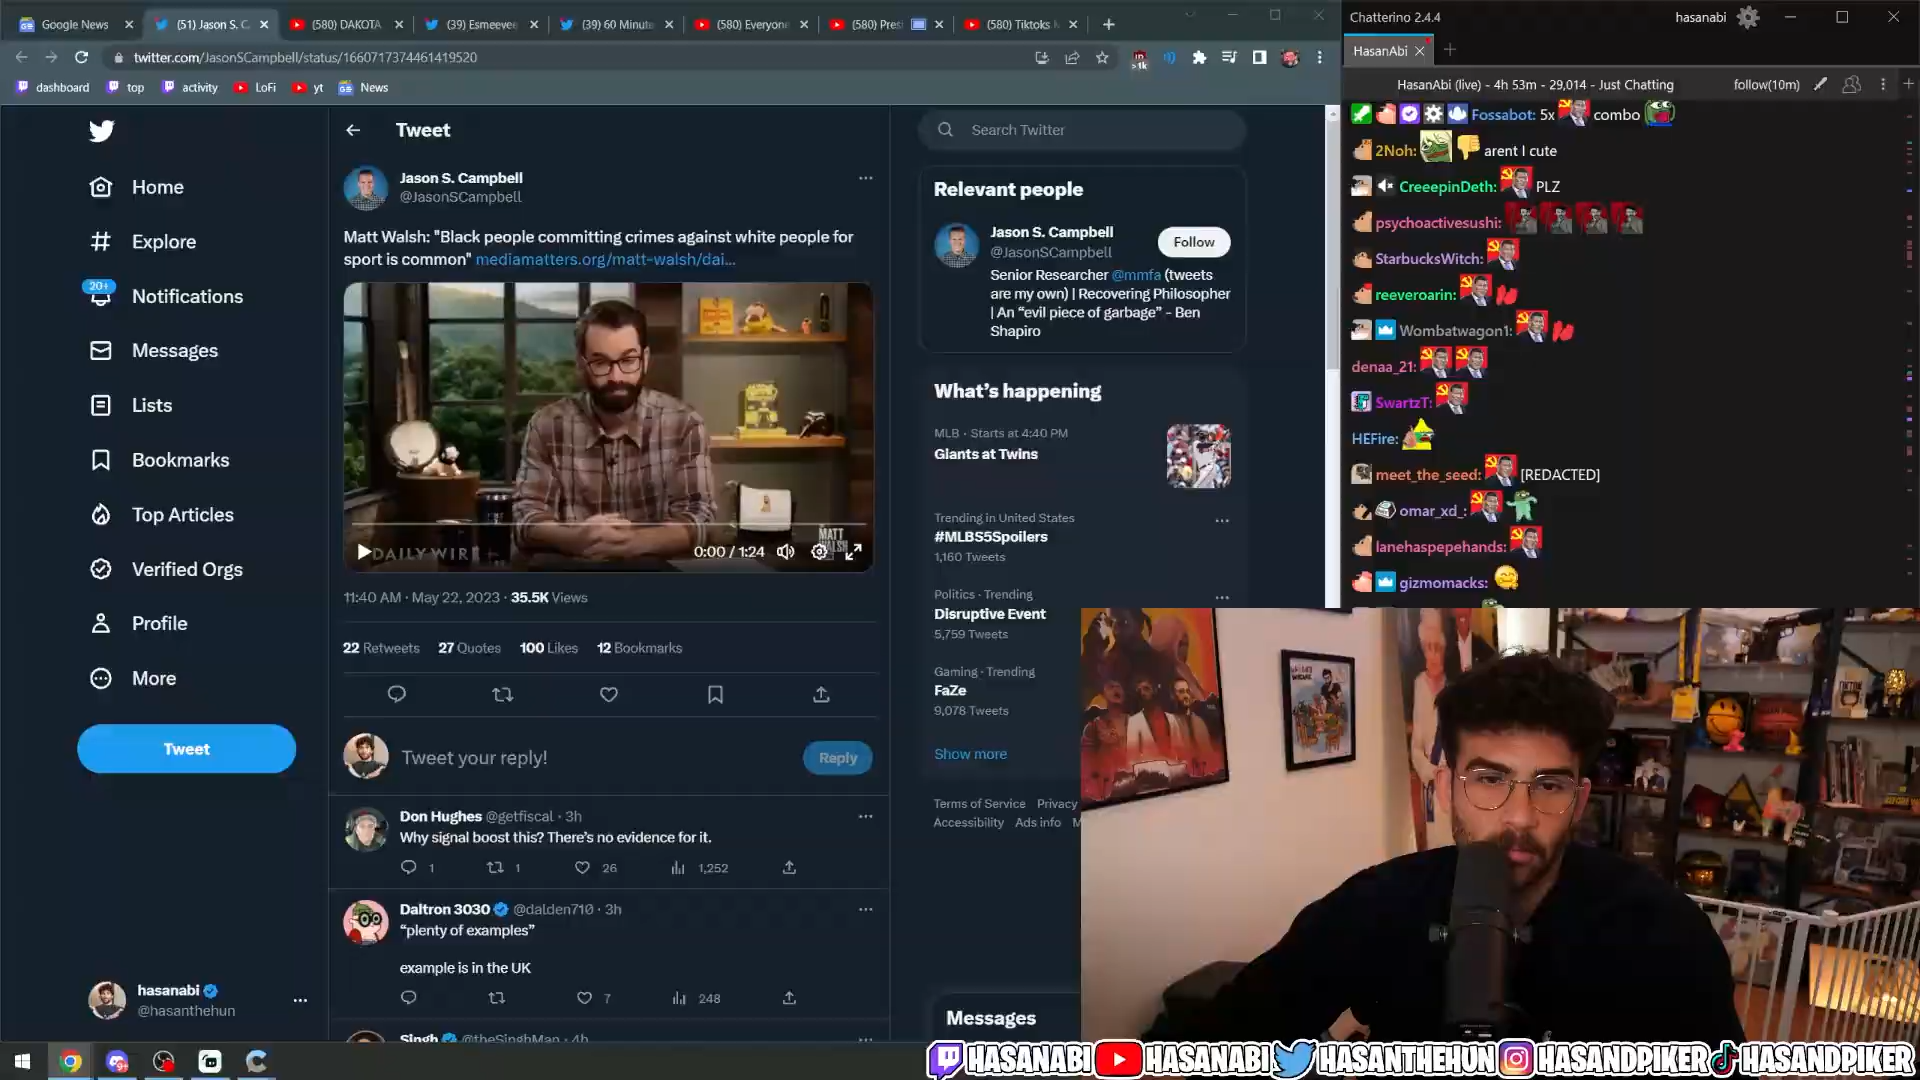 Google News
(51) Jason S. C
(580) DAKOTA
(39) Esmeevee
(39) 60 Minute
(580) Everyone
(580) Pres
(580) Tiktoks
twitter.com/JasonSCampbell/status/1660717374461419520
dashboard
top
activity
LoFi
yt
News
Home
Explore
20+
Notifications
Messages
Lists
Bookmarks
Top Articles
Verified Orgs
Profile
More
Tweet
hasanabi
@hasanthehun
Tweet
Jason S. Campbell
@JasonSCampbell
Matt Walsh: "Black people committing crimes against white people for
sport is common" mediamatters.org/matt-walsh/dai...
DAILY WIRE
0:00 / 1:24
THE MATT WALSH
11:40 AM · May 22, 2023 · 35.5K Views
22 Retweets 27 Quotes 100 Likes 12 Bookmarks
Tweet your reply!
Reply
Don Hughes @getfiscal · 3h
Why signal boost this? There's no evidence for it.
1 1 26 1,252
Daltron 3030 @dalden710 · 3h
“plenty of examples”
example is in the UK
7 248
Singh @theSinghMan · 4h
Search Twitter
Relevant people
Jason S. Campbell
@JasonSCampbell
Follow
Senior Researcher @mmfa (tweets
are my own) | Recovering Philosopher
| An “evil piece of garbage” - Ben
Shapiro
What's happening
MLB · Starts at 4:40 PM
Giants at Twins
Trending in United States
#MLBS5Spoilers
1,160 Tweets
Politics · Trending
Disruptive Event
5,759 Tweets
Gaming · Trending
FaZe
9,078 Tweets
Show more
Terms of Service Privacy
Accessibility Ads info M
Messages
Chatterino 2.4.4
hasanabi
HasanAbi
HasanAbi (live) - 4h 53m - 29,014 - Just Chatting
follow(10m)
Fossabot: 5x combo
2Noh: arent I cute
CreeepinDeth: PLZ
psychoactivesushi:
StarbucksWitch:
reeveroarin:
Wombatwagon1:
denaa_21:
SwartzT:
HEFire:
meet_the_seed: [REDACTED]
omar_xd_:
lanehaspepehands:
gizmomacks:
HASANABI HASANABI HASANTHEHUN HASANDPIKER HASANDPIKER